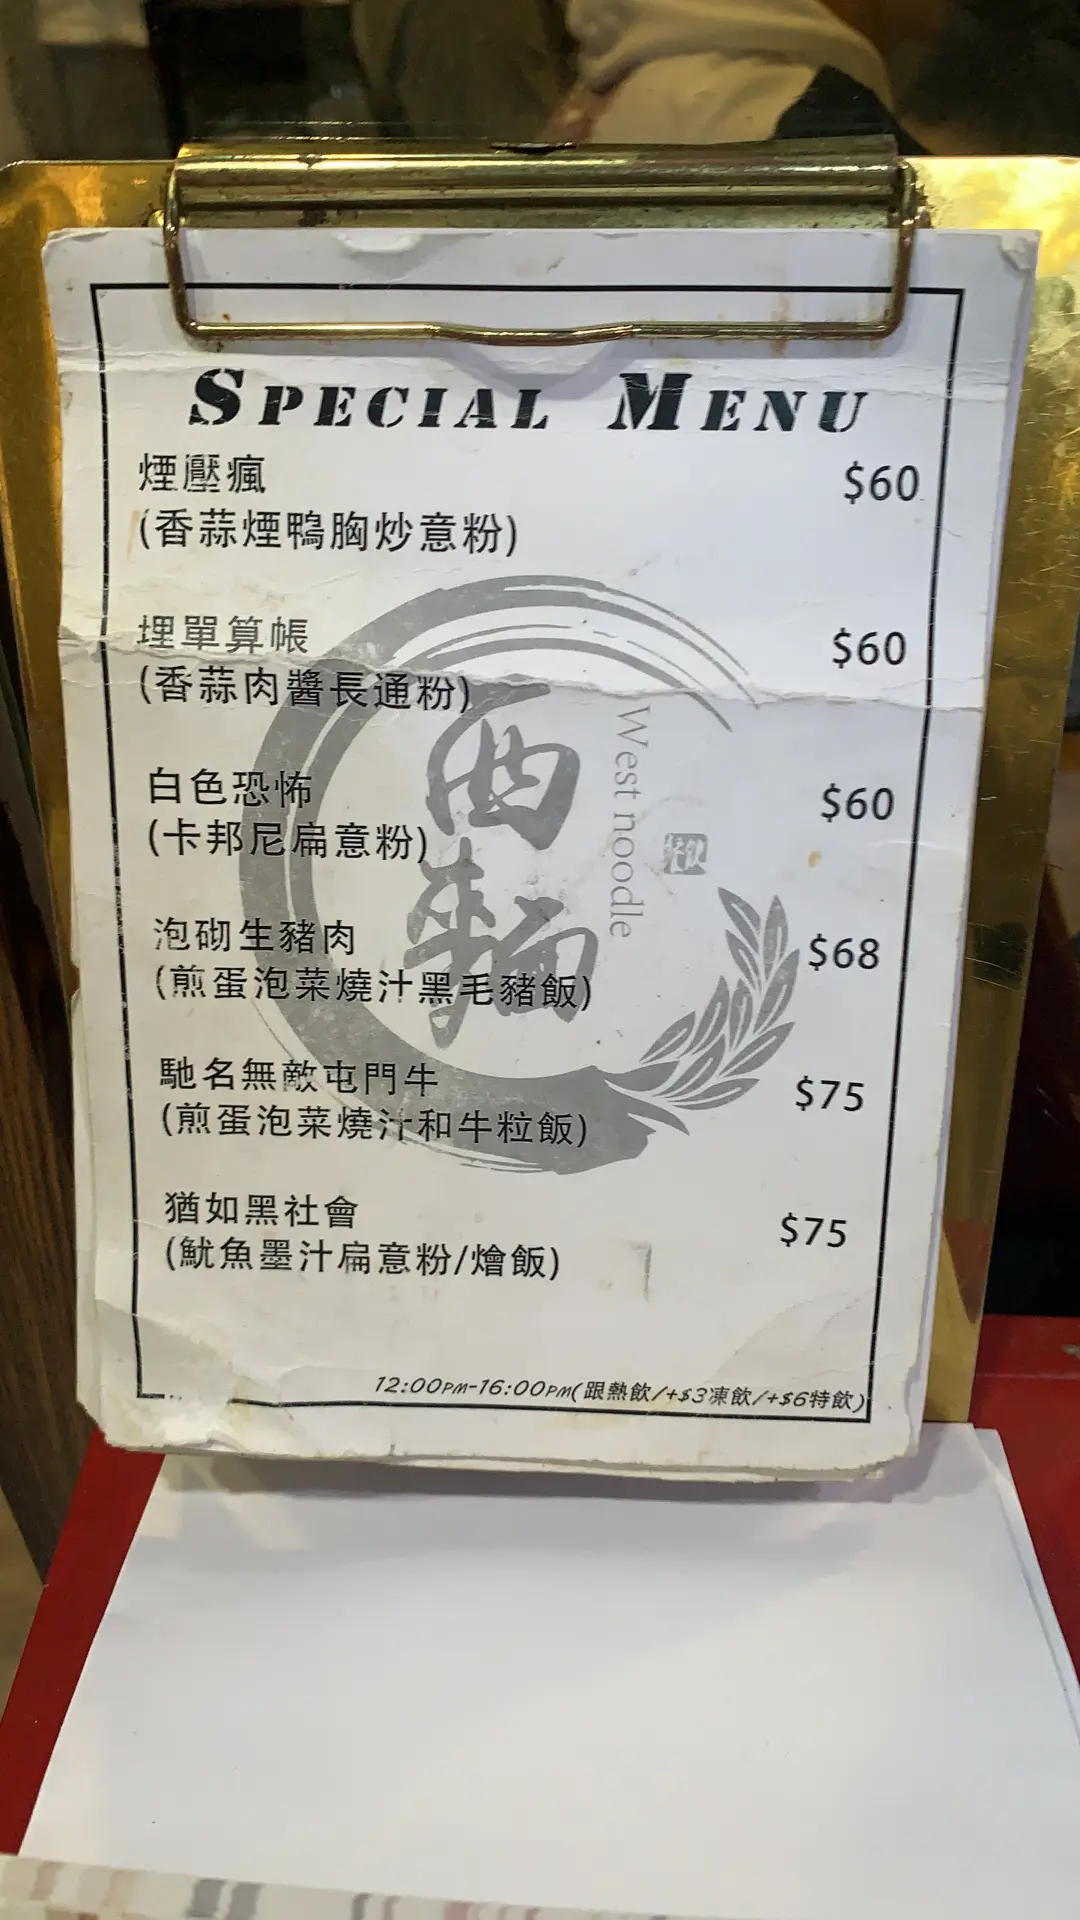 SPECIAL MENU
煙壓瘋 $60
(香蒜煙鴨胸炒意粉)
埋單算帳 $60
(香蒜肉醬長通粉)
白色恐怖 $60
(卡邦尼扁意粉)
泡砌生豬肉 $68
(煎蛋泡菜燒汁黑毛豬飯)
馳名無敵屯門牛 $75
(煎蛋泡菜燒汁和牛粒飯)
猶如黑社會 $75
(魷魚墨汁扁意粉/燴飯)
12:00PM-16:00PM(跟熱飲/+$3凍飲/+$6特飲)
西麵
West noodle
餐飲